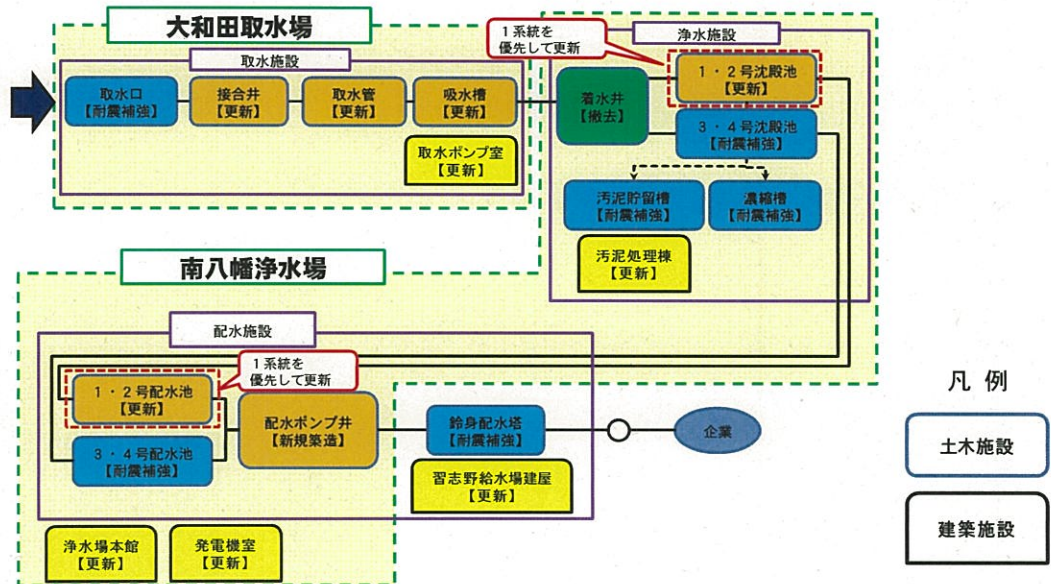 大和田取水場
取水施設
取水口
【耐震補強】
接合井
【更新】
取水管
【更新】
吸水槽
【更新】
取水ポンプ室
【更新】
1系統を
優先して更新
浄水施設
着水井
【撤去】
1・2号沈殿池
【更新】
3・4号沈殿池
【耐震補強】
汚泥貯留槽
【耐震補強】
濃縮槽
【耐震補強】
汚泥処理棟
【更新】
南八幡浄水場
配水施設
1系統を
優先して更新
1・2号配水池
【更新】
3・4号配水池
【耐震補強】
配水ポンプ井
【新規築造】
鈴身配水塔
【耐震補強】
習志野給水場建屋
【更新】
企業
浄水場本館
【更新】
発電機室
【更新】
凡例
土木施設
建築施設